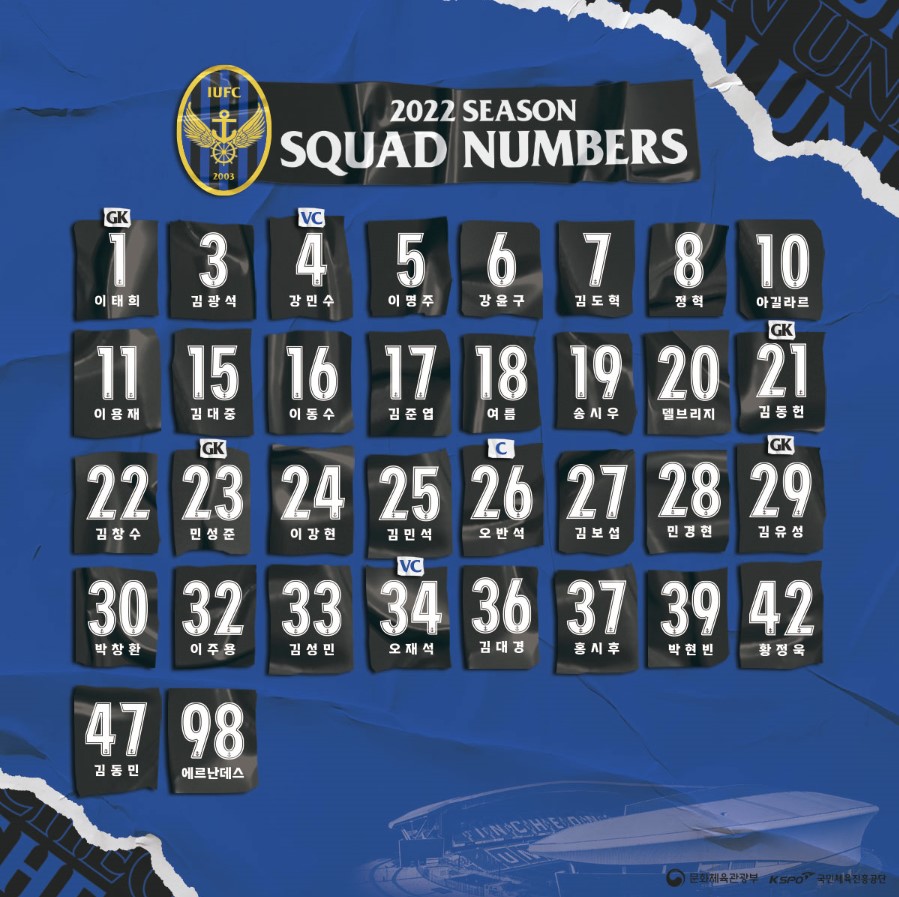 IUFC
2003
2022 SEASON
SQUAD NUMBERS
GK
1
이태희
3
김광석
VC
4
강민수
5
이명주
6
강윤구
7
김도혁
8
정혁
10
아길라르
11
이용재
15
김대중
16
이동수
17
김준엽
18
여름
19
송시우
20
델브리지
GK
21
김동헌
22
김창수
GK
23
민성준
24
이강현
25
김민석
C
26
오반석
27
김보섭
28
민경현
GK
29
김유성
30
박창환
32
이주용
33
김성민
VC
34
오재석
36
김대경
37
홍시후
39
박현빈
42
황정욱
47
김동민
98
에르난데스
INCHEON
UN
문화체육관광부 KSPO 국민체육진흥공단